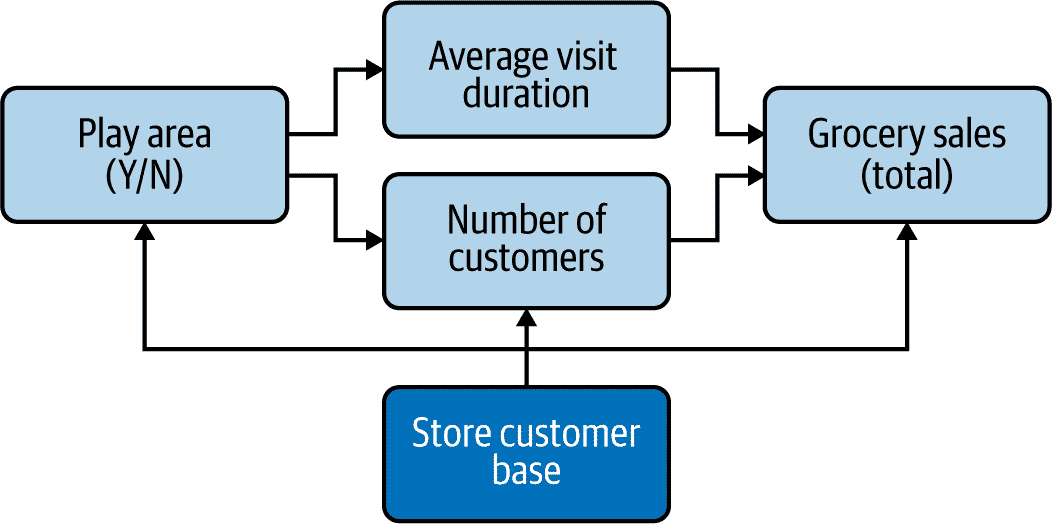 Average visit
duration
Play area
(Y/N)
Grocery sales
(total)
Number of
customers
Store customer
base